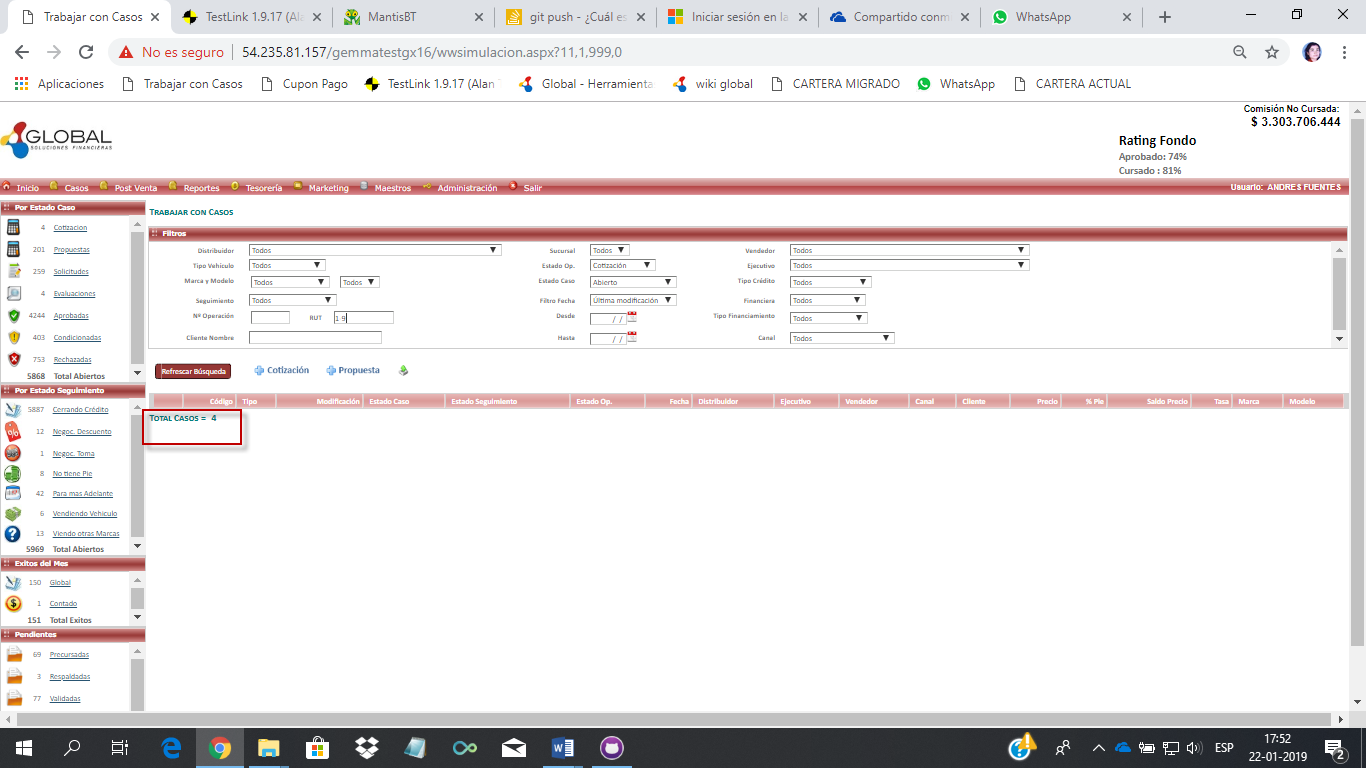 Trabajar con Casos
TestLink 1.9.17 (Ala
MantisBT
git push - ¿Cuál es
Iniciar sesión en la
Compartido conm
WhatsApp
No es seguro | 54.235.81.157/gemmatestgx16/wwsimulacion.aspx?11,1,999,0
Aplicaciones Trabajar con Casos Cupon Pago TestLink 1.9.17 (Alan Global - Herramienta wiki global CARTERA MIGRADO WhatsApp CARTERA ACTUAL
Comisión No Cursada:
$ 3.303.706.444
GLOBAL
SOLUCIONES FINANCIERAS
Rating Fondo
Aprobado: 74%
Cursado : 81%
Inicio Casos Post Venta Reportes Tesorería Marketing Maestros Administración Salir Usuario: ANDRES FUENTES
Por Estado Caso
4 Cotizacion
201 Propuestas
259 Solicitudes
4 Evaluaciones
4244 Aprobadas
403 Condicionadas
753 Rechazadas
5868 Total Abiertos
Por Estado Seguimiento
5887 Cerrando Crédito
12 Negoc. Descuento
1 Negoc. Toma
8 No tiene Pie
42 Para mas Adelante
6 Vendiendo Vehiculo
13 Viendo otras Marcas
5969 Total Abiertos
Exitos del Mes
150 Global
1 Contado
151 Total Exitos
Pendientes
69 Precursadas
3 Respaldadas
77 Validadas
Trabajar con Casos
Filtros
Distribuidor Todos Sucursal Todos Vendedor Todos
Tipo Vehículo Todos Estado Op. Cotización Ejecutivo Todos
Marca y Modelo Todos Todos Estado Caso Abierto Tipo Crédito Todos
Seguimiento Todos Filtro Fecha Última modificación Financiera Todos
Nº Operación RUT 1-9 Desde / / Tipo Financiamiento Todos
Cliente Nombre Hasta / / Canal Todos
Refrescar Búsqueda Cotización Propuesta
Código Tipo Modificación Estado Caso Estado Seguimiento Estado Op. Fecha Distribuidor Ejecutivo Vendedor Canal Cliente Precio % Pie Saldo Precio Tasa Marca Modelo
Total Casos = 4
ESP
17:52
22-01-2019
2